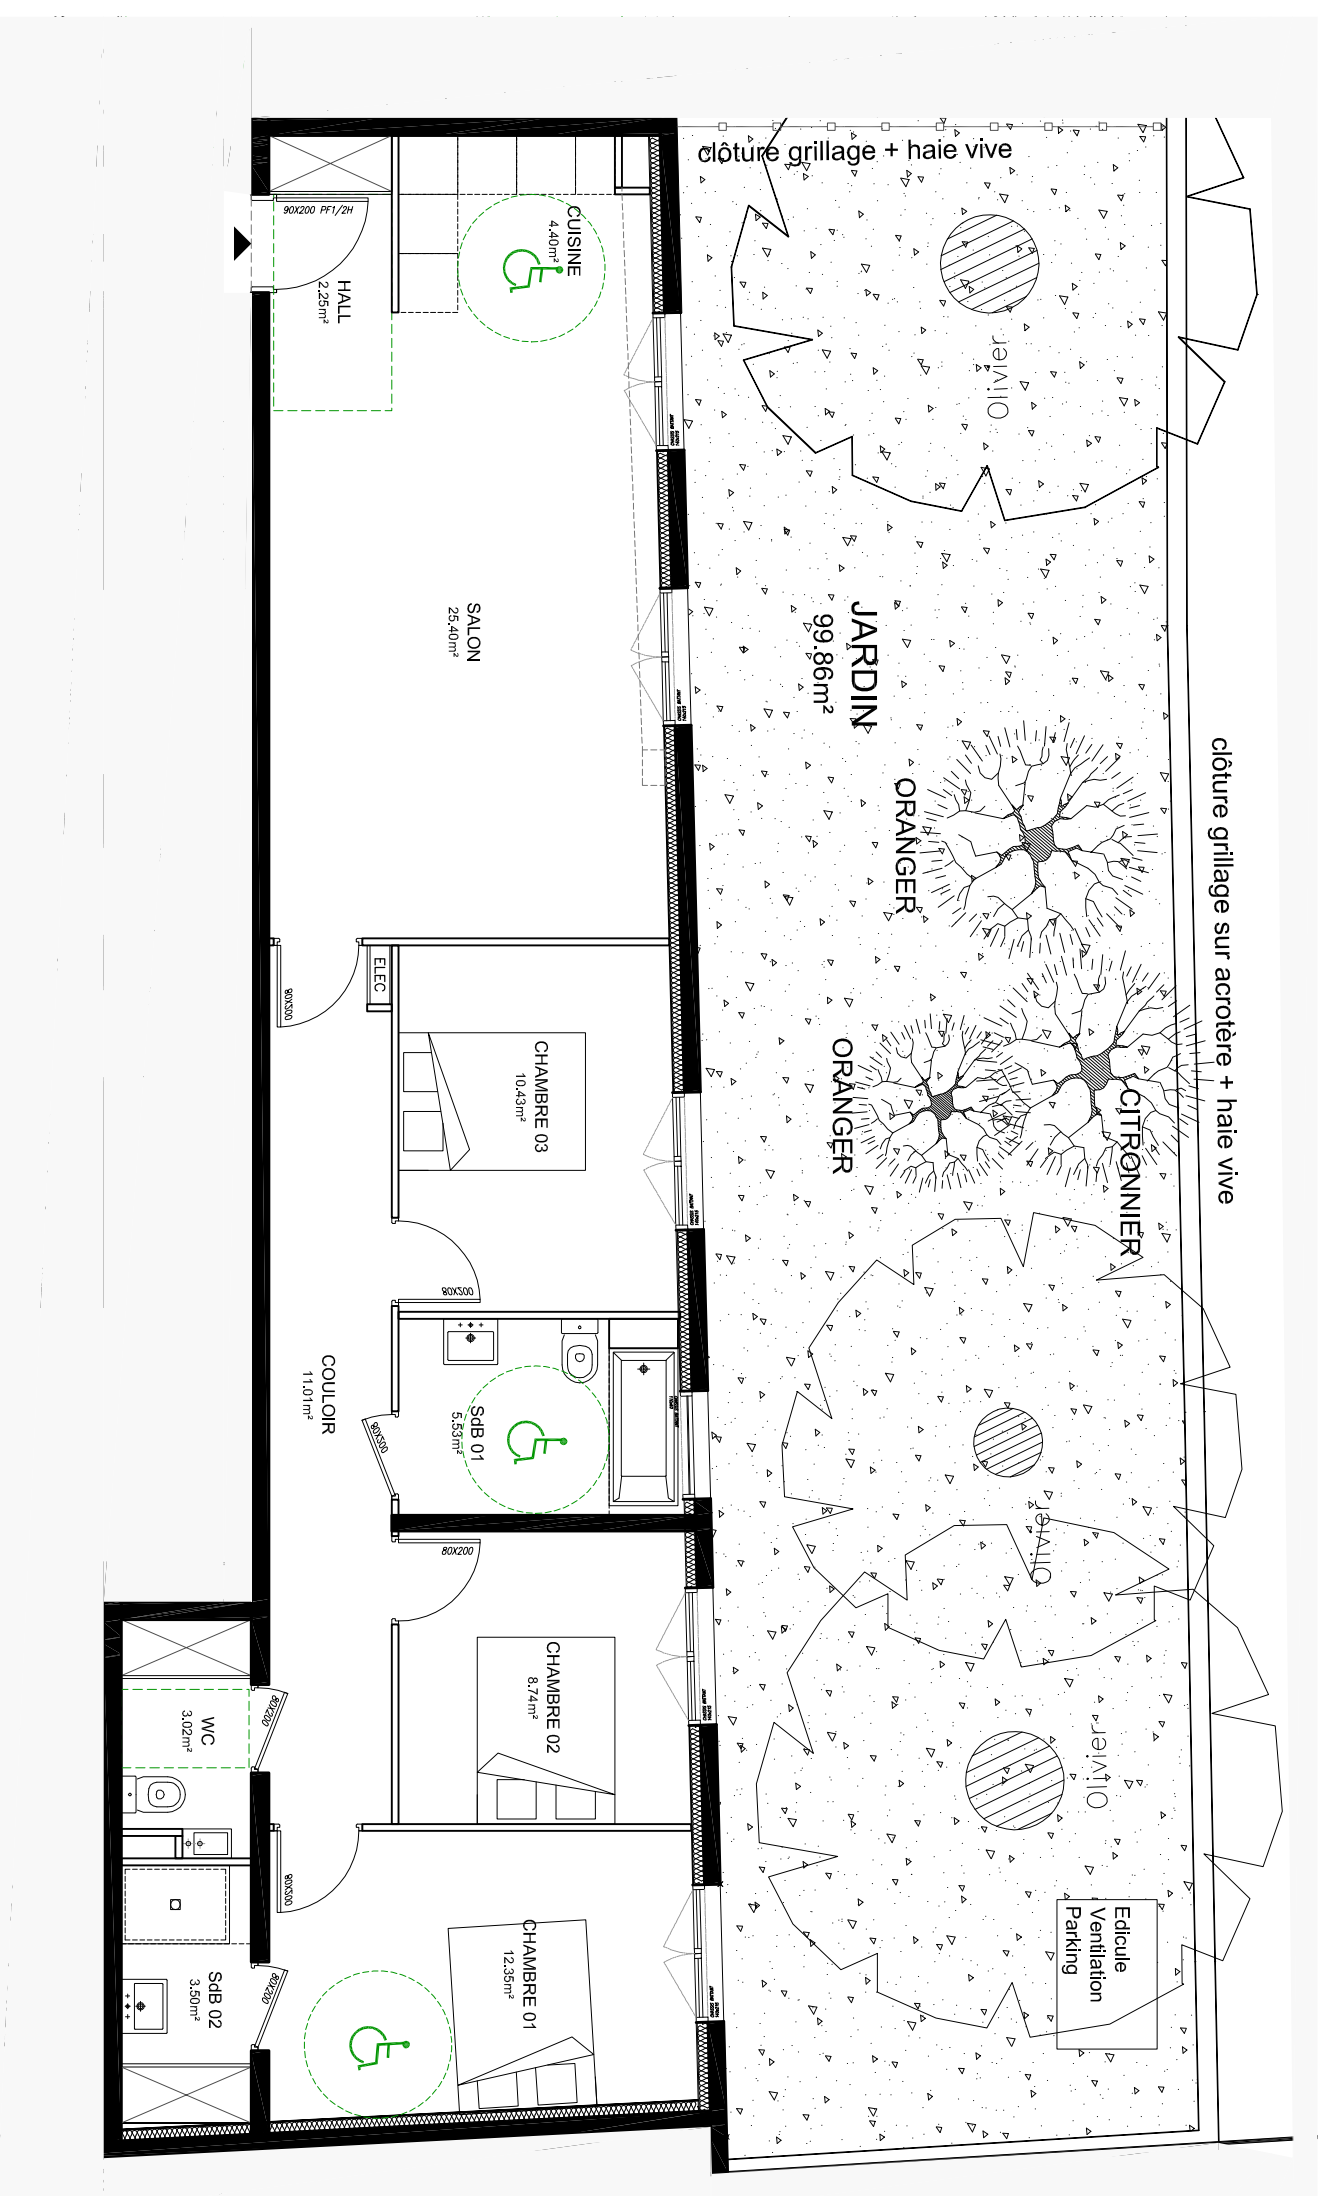 clôture grillage + haie vive
90X200 PF1/2H
HALL
2.25m²
CUISINE
4.40m²
Olivier
SALON
25.40m²
JARDIN
99.86m²
ORANGER
clôture grillage sur acrotère + haie vive
ELEC
80X200
CHAMBRE 03
10.43m²
ORANGER
CITRONNIER
80X200
COULOIR
11.01m²
80X200
SdB 01
5.53m²
Olivier
80X200
CHAMBRE 02
8.74m²
Olivier
80X200
WC
3.02m²
80X200
CHAMBRE 01
12.35m²
80X200
SdB 02
3.50m²
Edicule
Ventilation
Parking